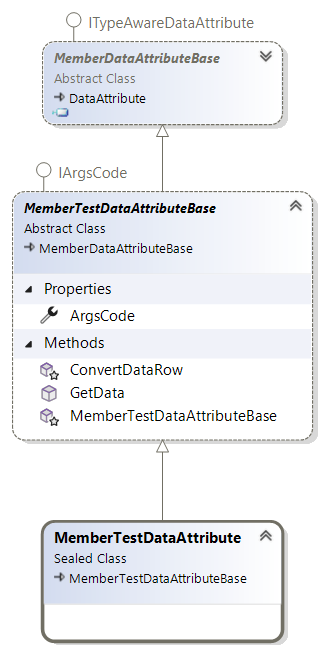 ITypeAwareDataAttribute
MemberDataAttributeBase
Abstract Class
DataAttribute
IArgsCode
MemberTestDataAttributeBase
Abstract Class
MemberDataAttributeBase
Properties
ArgsCode
Methods
ConvertDataRow
GetData
MemberTestDataAttributeBase
MemberTestDataAttribute
Sealed Class
MemberTestDataAttributeBase